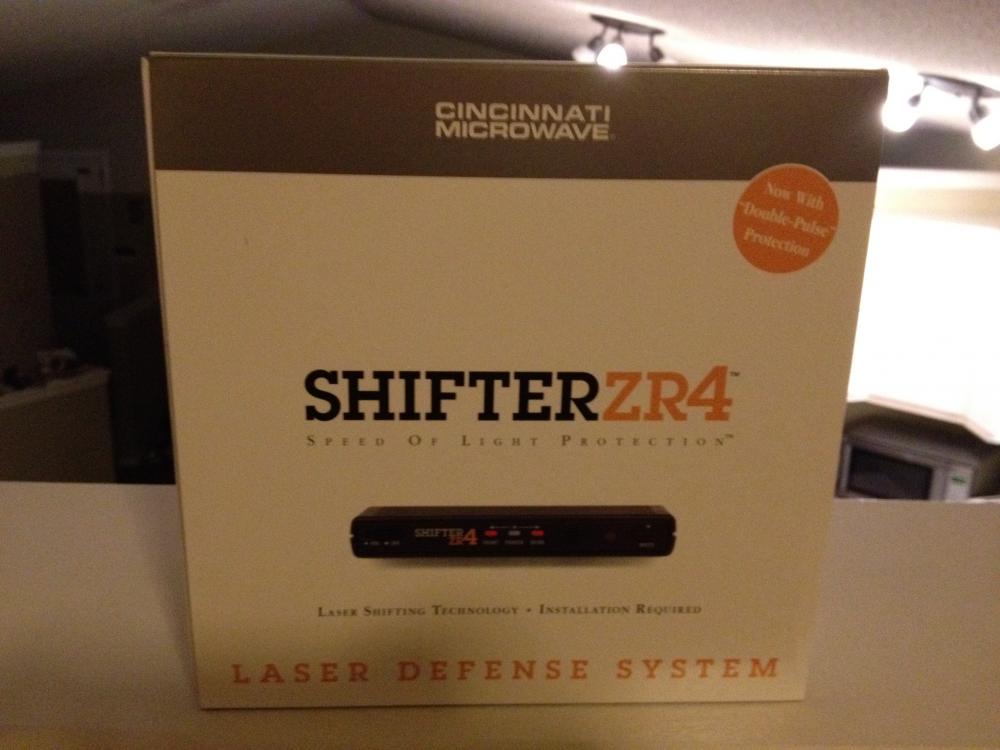 CINCINNATI
MICROWAVE
Now With
"Double-Pulse"
Protection
SHIFTERZR4™
SPEED OF LIGHT PROTECTION™
SHIFTER
ZR4
LASER SHIFTING TECHNOLOGY • INSTALLATION REQUIRED
LASER DEFENSE SYSTEM